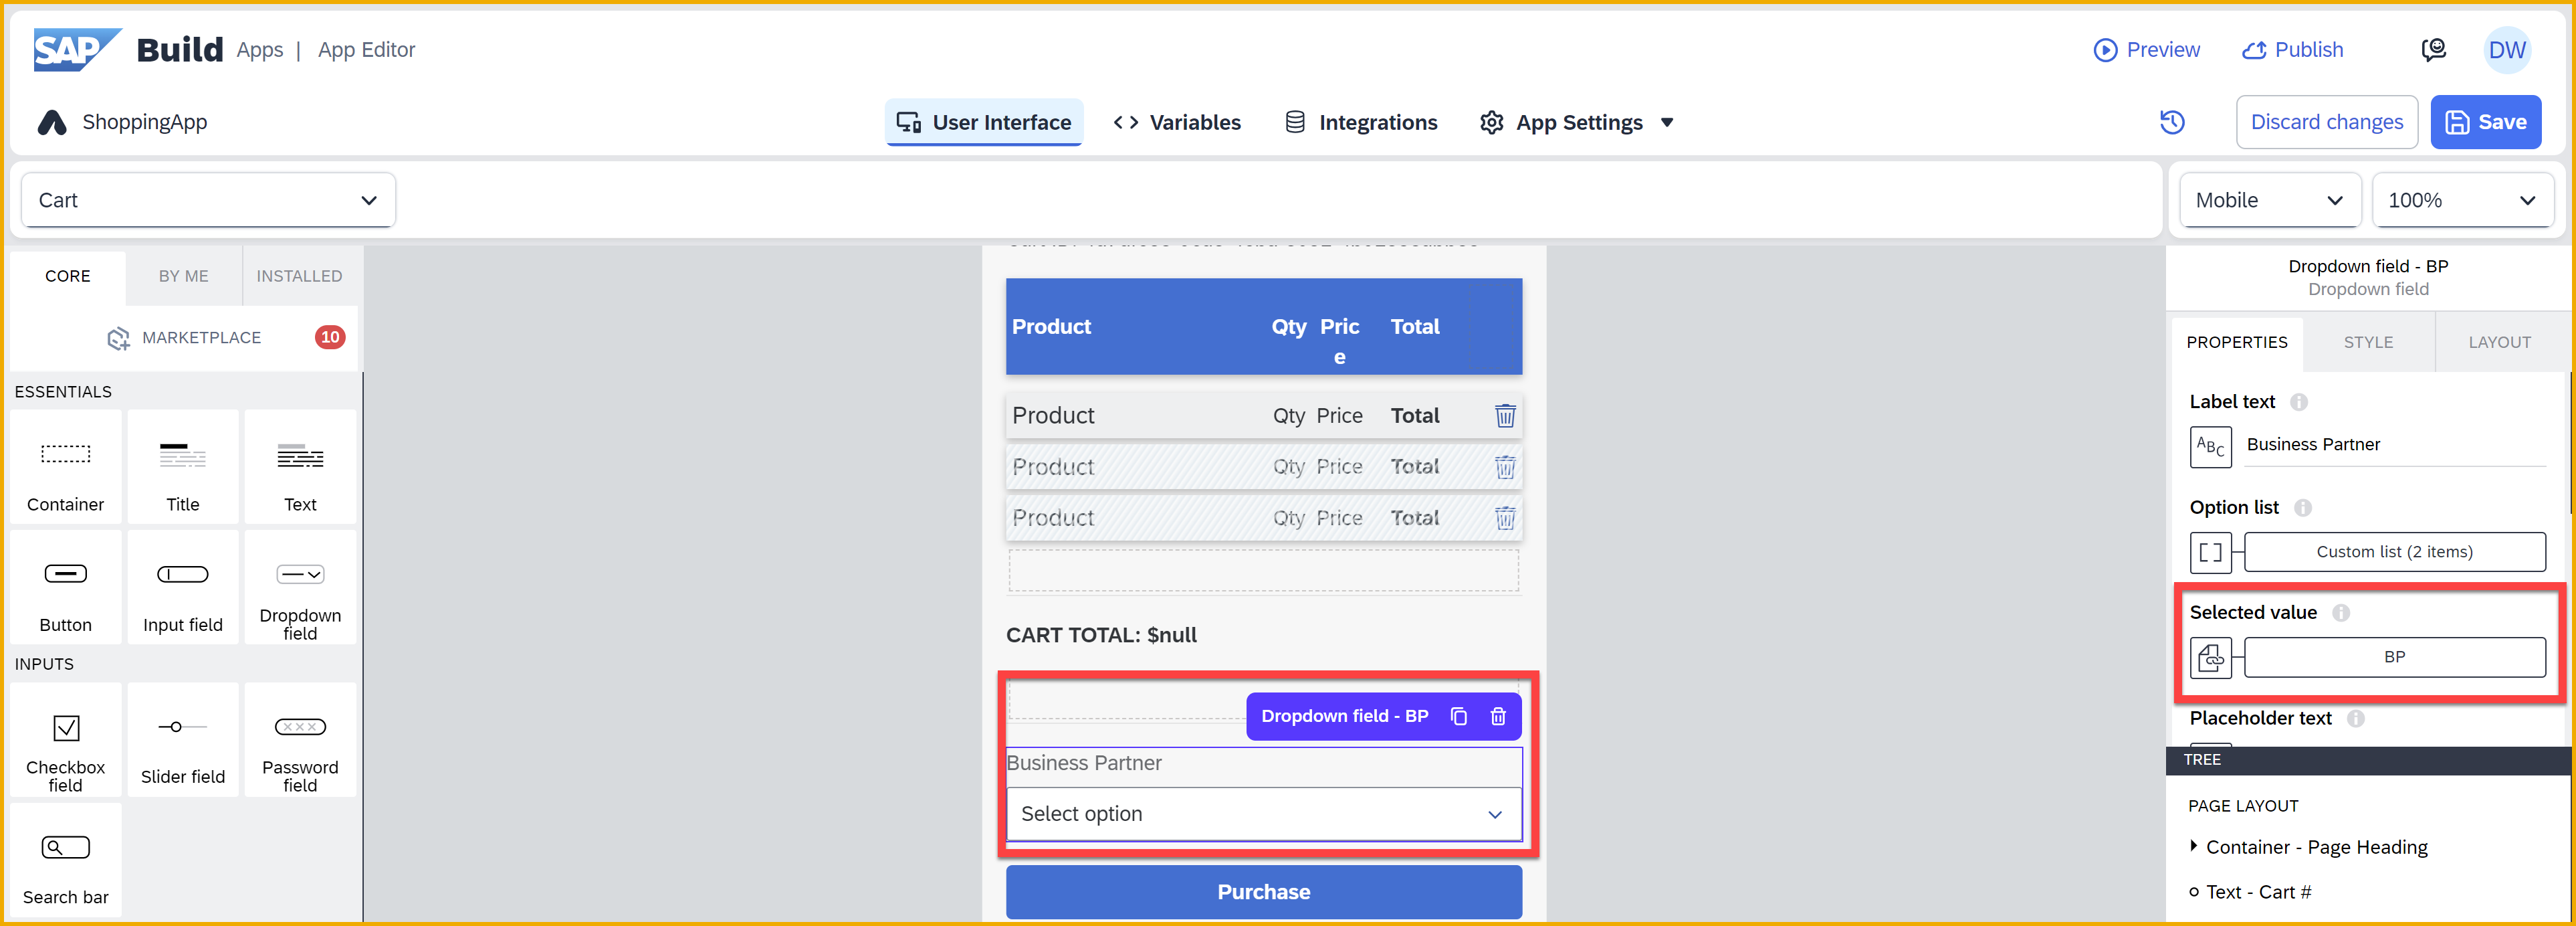 SAP Build Apps | App Editor
Preview
Publish
DW
ShoppingApp
User Interface
Variables
Integrations
App Settings
Discard changes
Save
Cart
Mobile
100%
CORE
BY ME
INSTALLED
MARKETPLACE
10
ESSENTIALS
Container
Title
Text
Button
Input field
Dropdown
field
INPUTS
Checkbox
field
Slider field
Password
field
Search bar
Product Qty Pric Total
e
Product Qty Price Total
Product Qty Price Total
Product Qty Price Total
CART TOTAL: $null
Dropdown field - BP
Business Partner
Select option
Purchase
Dropdown field - BP
Dropdown field
PROPERTIES
STYLE
LAYOUT
Label text
ABC
Business Partner
Option list
Custom list (2 items)
Selected value
BP
Placeholder text
TREE
PAGE LAYOUT
Container - Page Heading
Text - Cart #